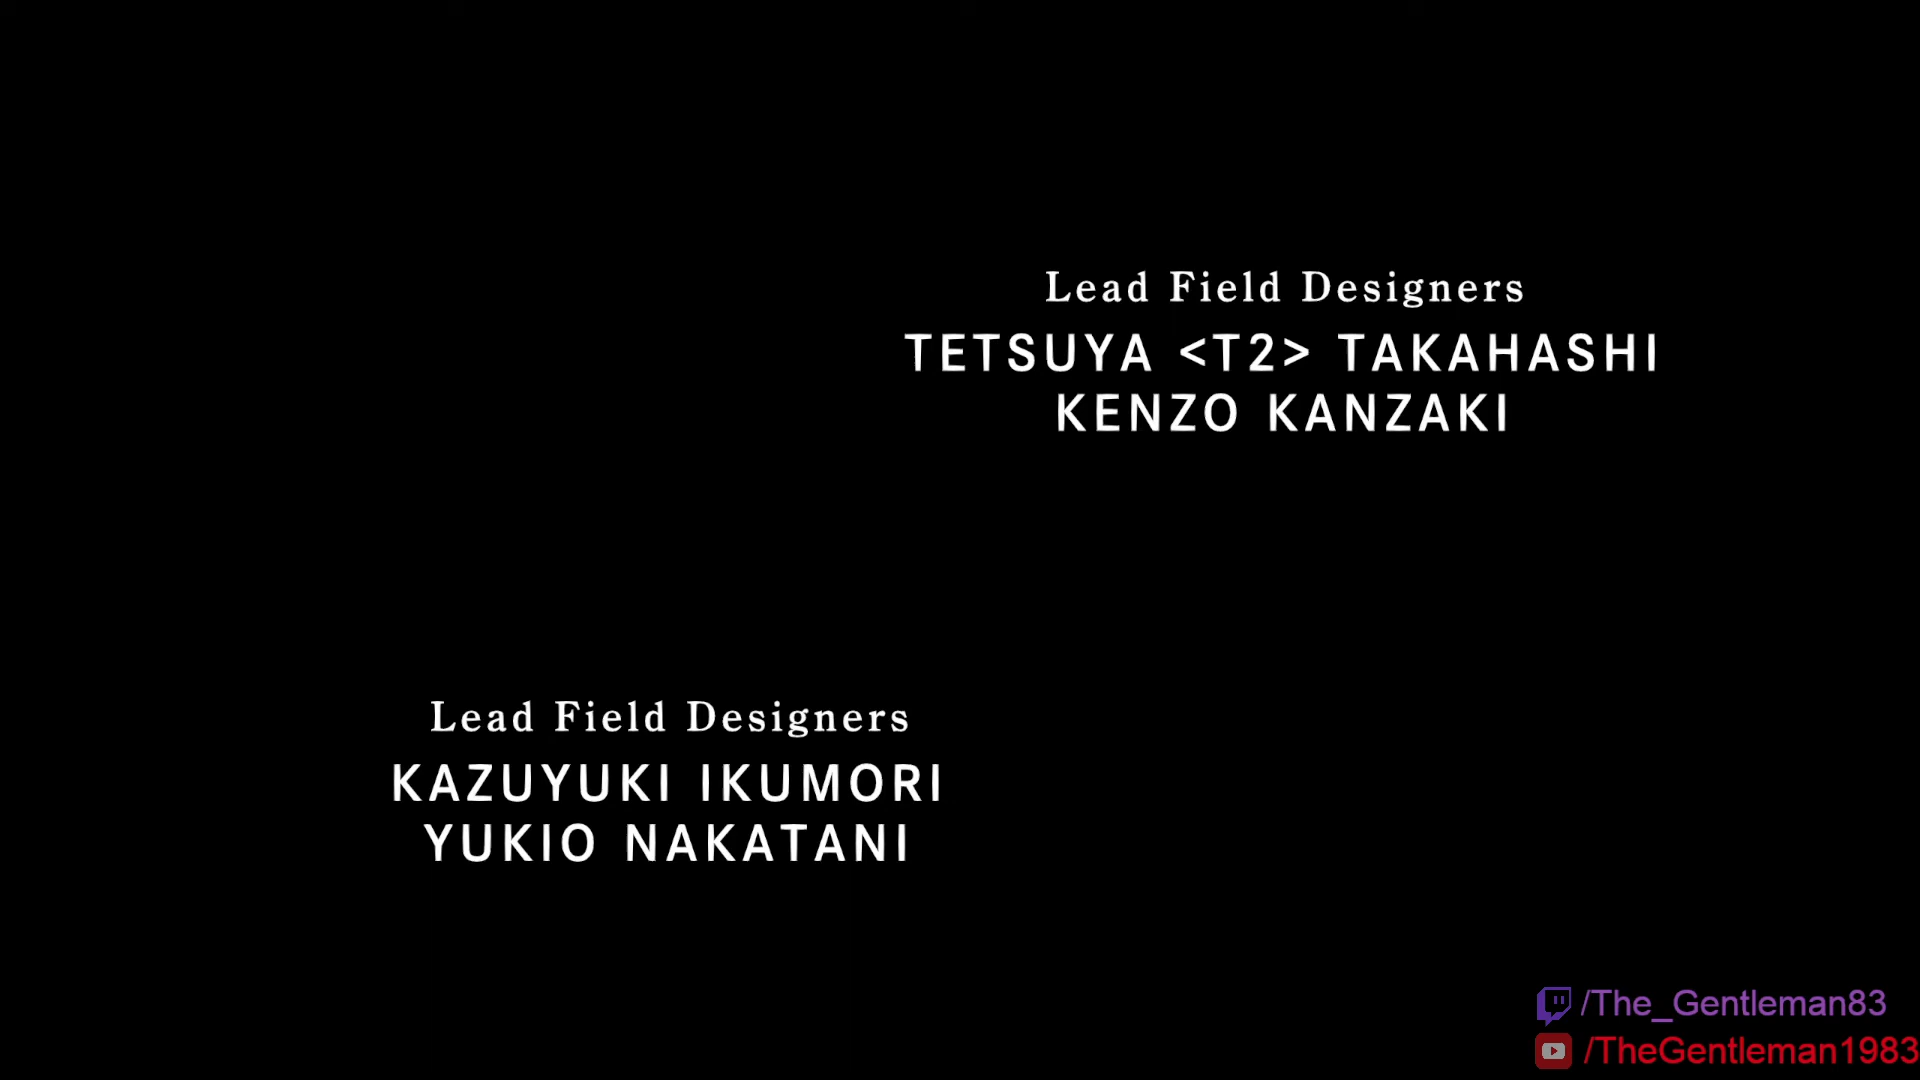 Lead Field Designers
TETSUYA <T2> TAKAHASHI
KENZO KANZAKI
Lead Field Designers
KAZUYUKI IKUMORI
YUKIO NAKATANI
/The_Gentleman83
/TheGentleman1983